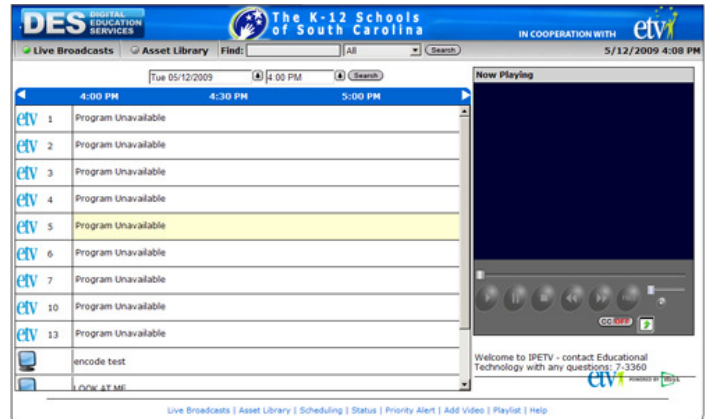 DES DIGITAL EDUCATION SERVICES
The K-12 Schools of South Carolina
IN COOPERATION WITH etv
Live Broadcasts Asset Library Find: All Search 5/12/2009 4:08 PM
Tue 05/12/2009 4:00 PM Search
Now Playing
4:00 PM 4:30 PM 5:00 PM
etv 1 Program Unavailable
etv 2 Program Unavailable
etv 3 Program Unavailable
etv 4 Program Unavailable
etv 5 Program Unavailable
etv 6 Program Unavailable
etv 7 Program Unavailable
etv 10 Program Unavailable
etv 13 Program Unavailable
encode test
LOOK AT ME
CC OFF
Welcome to IPETV - contact Educational
Technology with any questions: 7-3360
etv POWERED BY
Live Broadcasts | Asset Library | Scheduling | Status | Priority Alert | Add Video | Playlist | Help